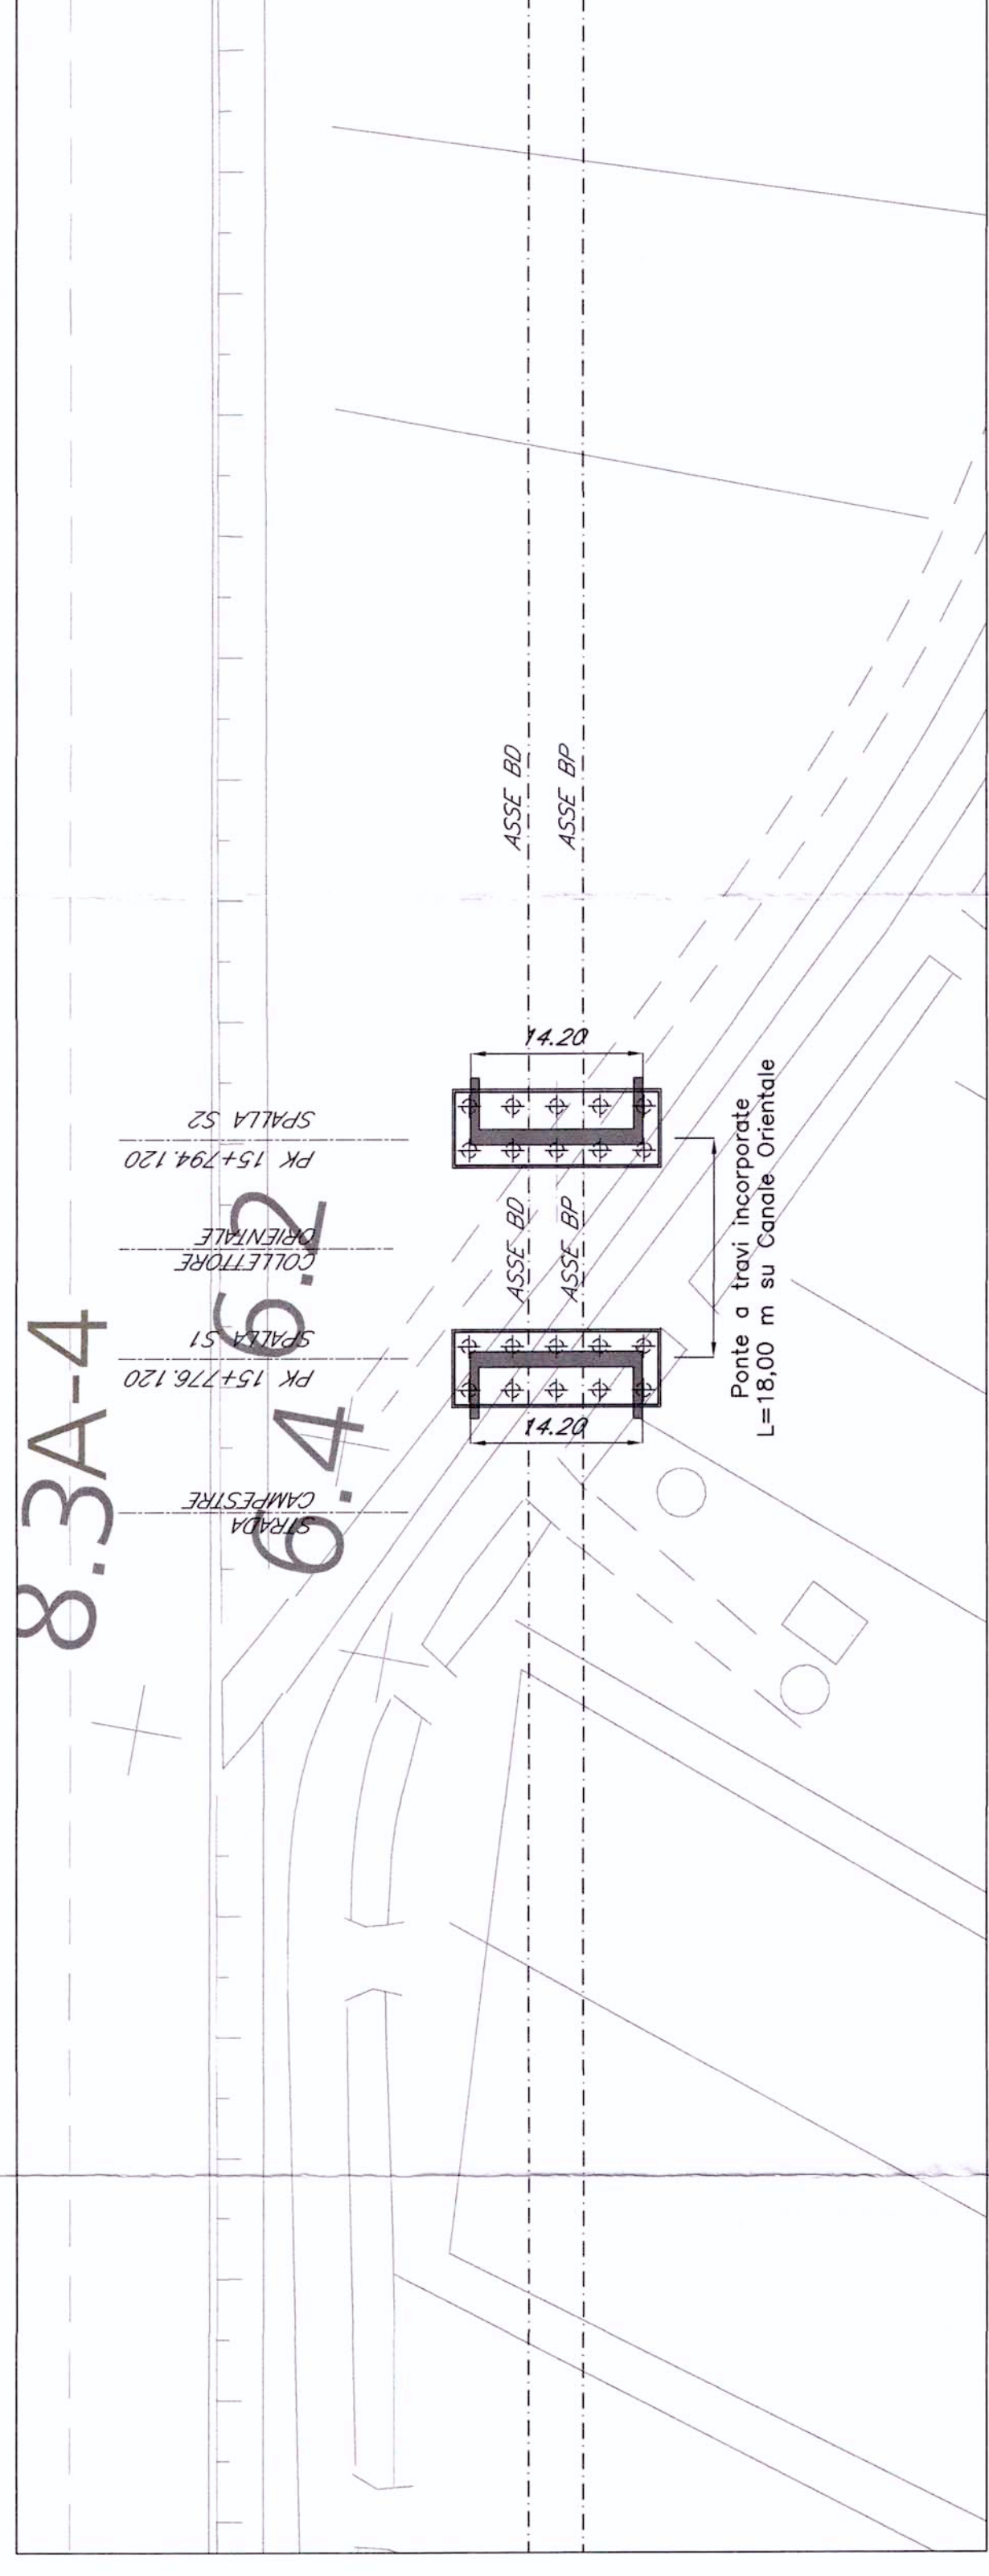 8.3A-4
6.2
6.4
SPALLA S2
PK 15+794.120
COLLETTORE
ORIENTALE
SPALLA S1
PK 15+776.120
STRADA
CAMPESTRE
ASSE BD
ASSE BP
14.20
ASSE BD
ASSE BP
14.20
Ponte a travi incorporate
L=18,00 m su Canale Orientale